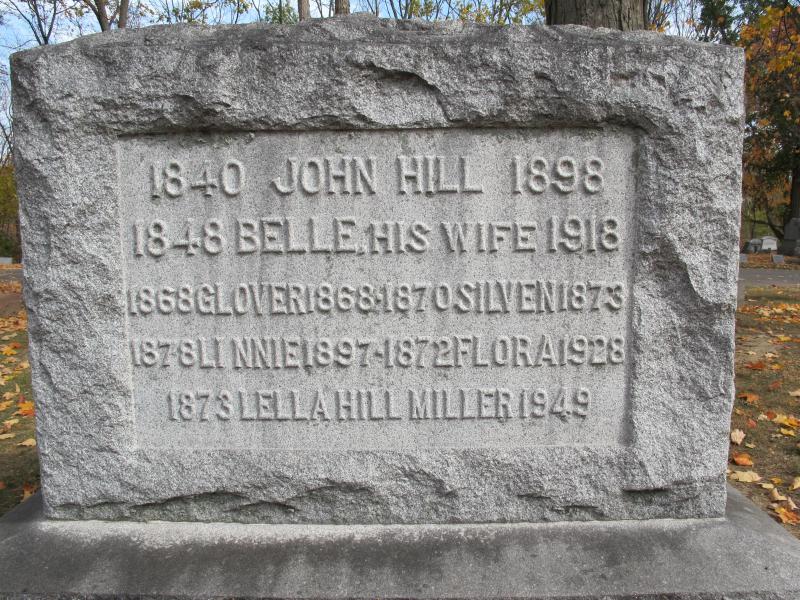 1840 JOHN HILL 1898
1848 BELLE, HIS WIFE 1918
1868 GLOVER 1868-1870 SILVEN 1873
1878 LINNIE 1897-1872 FLORA 1928
1873 LELLA HILL MILLER 1949